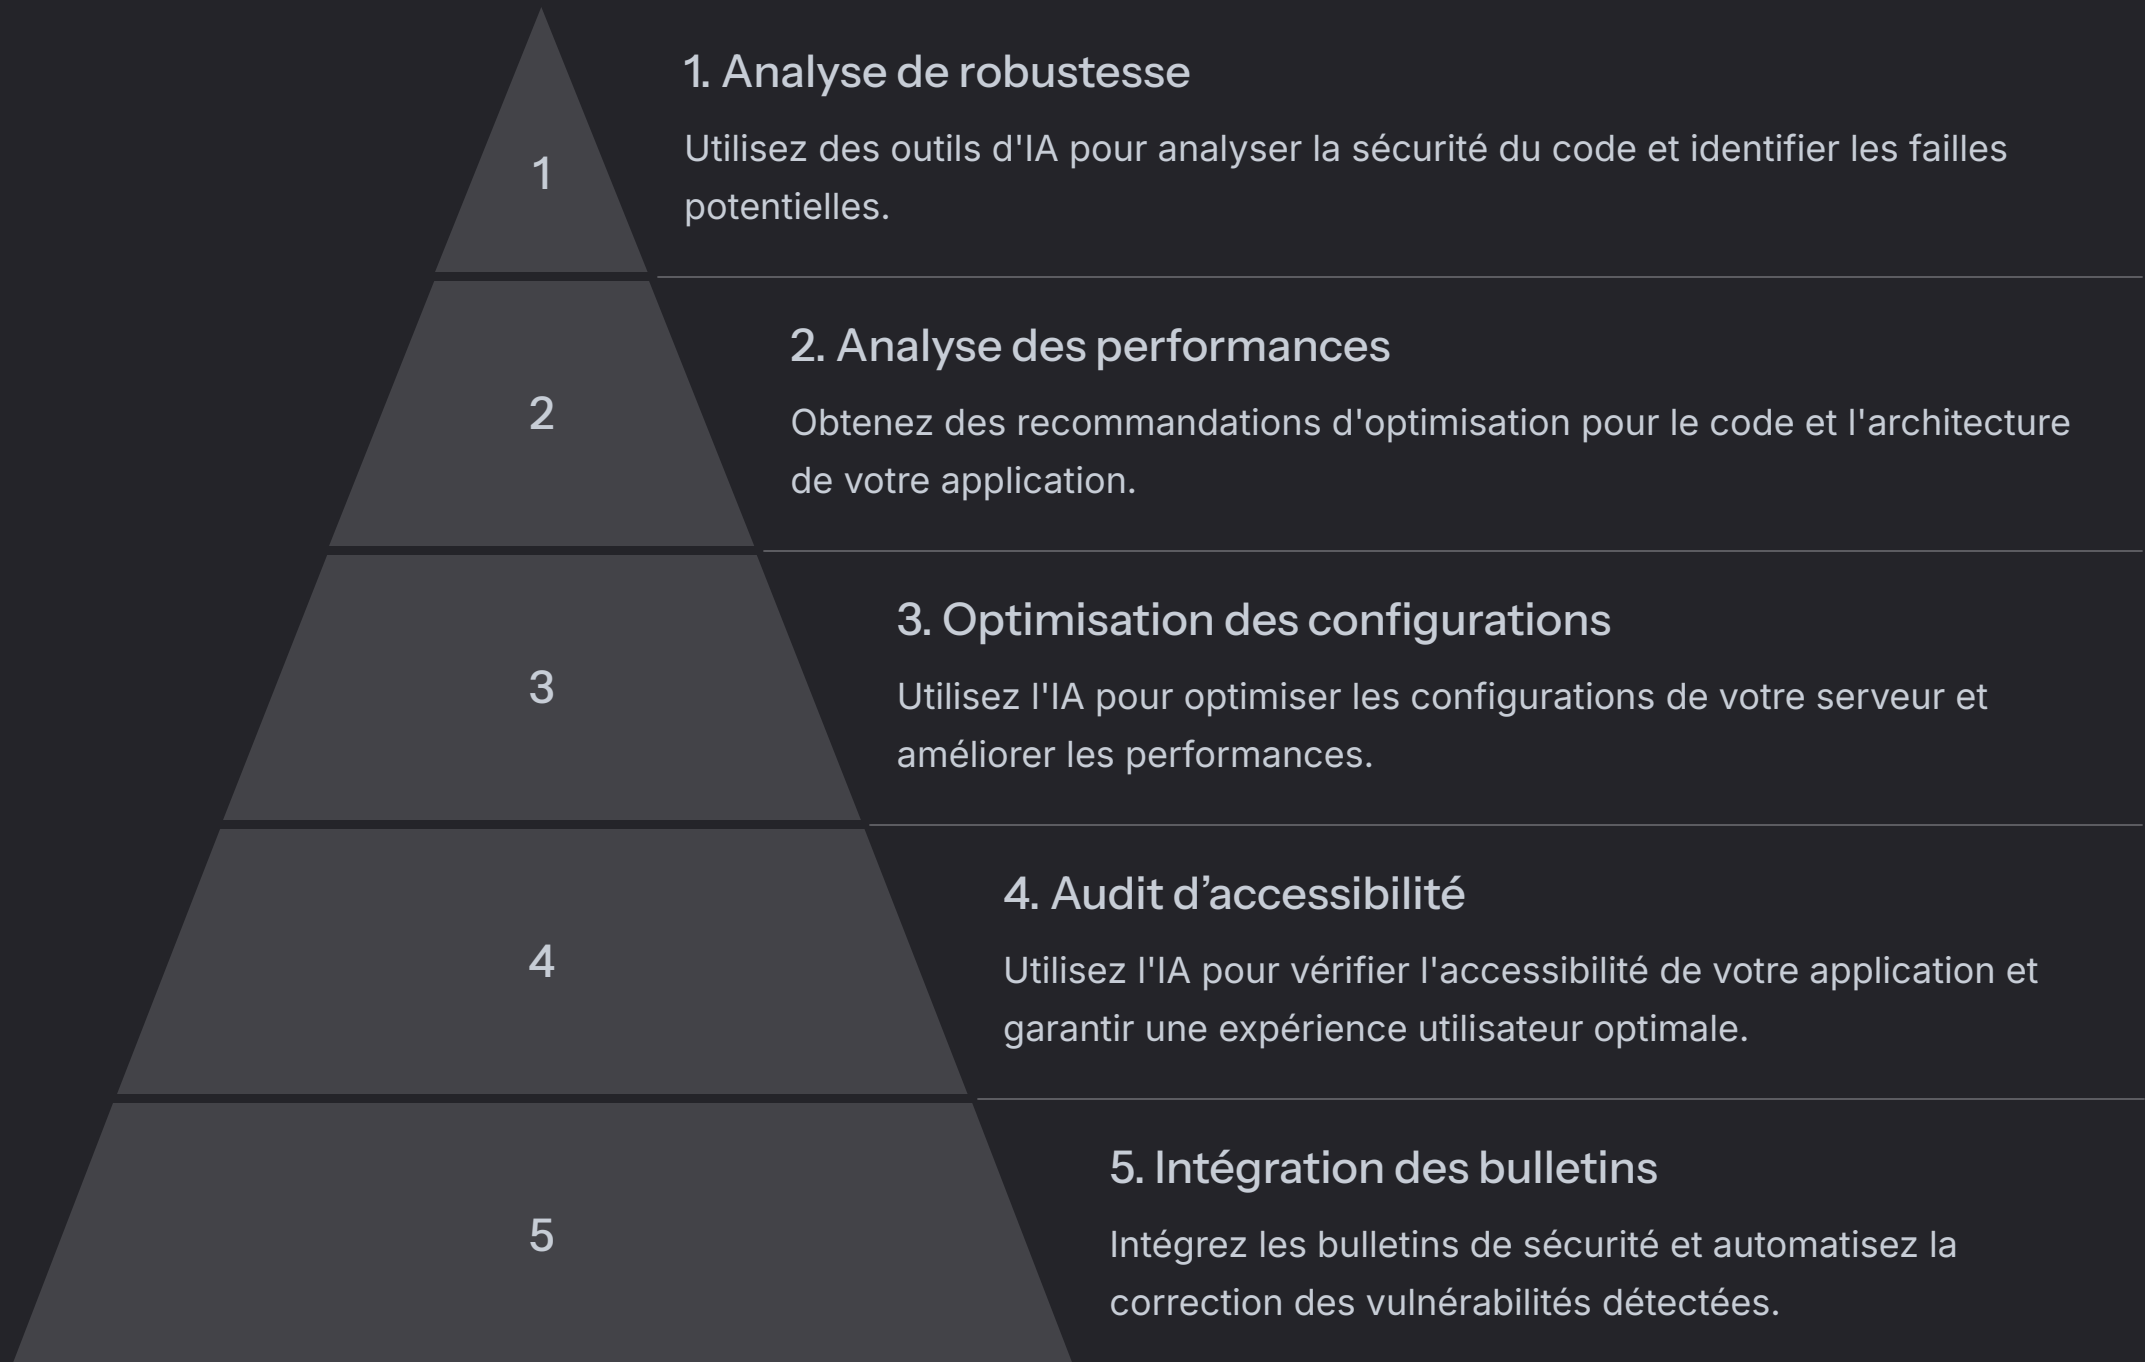 1
1. Analyse de robustesse
Utilisez des outils d'IA pour analyser la sécurité du code et identifier les failles
potentielles.
2
2. Analyse des performances
Obtenez des recommandations d'optimisation pour le code et l'architecture
de votre application.
3
3. Optimisation des configurations
Utilisez l'IA pour optimiser les configurations de votre serveur et
améliorer les performances.
4
4. Audit d’accessibilité
Utilisez l'IA pour vérifier l'accessibilité de votre application et
garantir une expérience utilisateur optimale.
5
5. Intégration des bulletins
Intégrez les bulletins de sécurité et automatisez la
correction des vulnérabilités détectées.